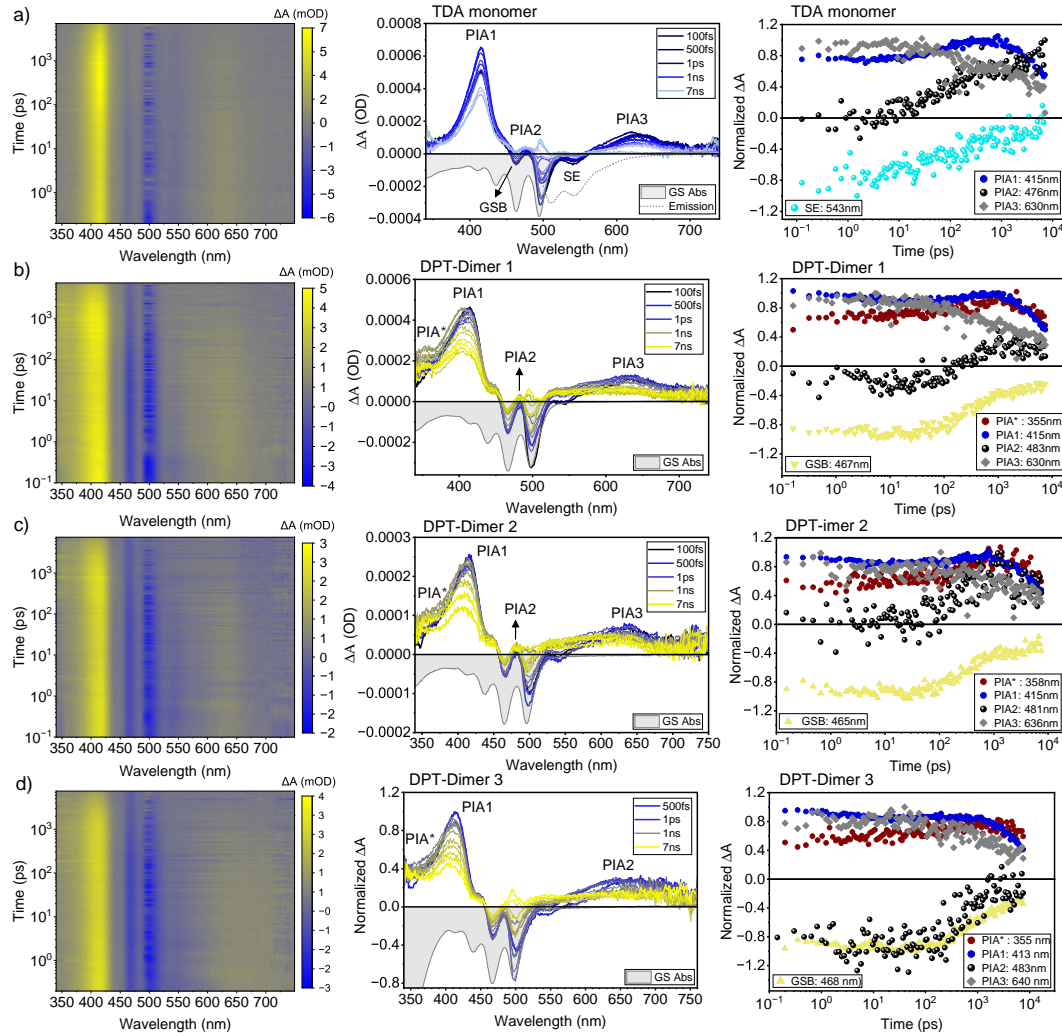 a)
ΔA (mOD)
7
6
4
3
2
0
−1
−2
−4
−5
−6
10³
10²
10¹
10⁰
Time (ps)
350 400 450 500 550 600 650 700
Wavelength (nm)
TDA monomer
0.0008
0.0006
0.0004
0.0002
0.0000
−0.0002
−0.0004
ΔA (OD)
PIA1
PIA2
PIA3
GSB
SE
100fs
500fs
1ps
1ns
7ns
GS Abs
Emission
400 450 500 550 600 650 700
Wavelength (nm)
TDA monomer
1.2
0.8
0.4
0.0
−0.4
−0.8
−1.2
Normalized ΔA
SE: 543nm
PIA1: 415nm
PIA2: 476nm
PIA3: 630nm
10⁻¹ 10⁰ 10¹ 10² 10³ 10⁴
Time (ps)
b)
ΔA (mOD)
5
4
3
2
1
0
−1
−2
−3
−4
10³
10²
10¹
10⁰
10⁻¹
Time (ps)
350 400 450 500 550 600 650 700
Wavelength (nm)
DPT-Dimer 1
0.0006
0.0004
0.0002
0.0000
−0.0002
ΔA (OD)
PIA*
PIA1
PIA2
PIA3
100fs
500fs
1ps
1ns
7ns
GS Abs
400 450 500 550 600 650 700
Wavelength (nm)
DPT-Dimer 1
1.2
0.8
0.4
0.0
−0.4
−0.8
−1.2
Normalized ΔA
GSB: 467nm
PIA* : 355nm
PIA1: 415nm
PIA2: 483nm
PIA3: 630nm
10⁻¹ 10⁰ 10¹ 10² 10³ 10⁴
Time (ps)
c)
ΔA (mOD)
3
3
2
2
1
0
−0
−1
−1
−2
−2
10³
10²
10¹
10⁰
10⁻¹
Time (ps)
350 400 450 500 550 600 650 700
Wavelength (nm)
DPT-Dimer 2
0.0003
0.0002
0.0001
0.0000
−0.0001
−0.0002
ΔA (OD)
PIA*
PIA1
PIA2
PIA3
100fs
500fs
1ps
1ns
7ns
GS Abs
350 400 450 500 550 600 650 700 750
Wavelength (nm)
DPT-imer 2
1.2
0.8
0.4
0.0
−0.4
−0.8
−1.2
Normalized ΔA
GSB: 465nm
PIA* : 358nm
PIA1: 415nm
PIA2: 481nm
PIA3: 636nm
10⁻¹ 10⁰ 10¹ 10² 10³ 10⁴
Time (ps)
d)
ΔA (mOD)
4
3
3
2
1
1
−0
−1
−1
−2
−3
10³
10²
10¹
10⁰
Time (ps)
350 400 450 500 550 600 650 700
Wavelength (nm)
DPT-Dimer 3
1.2
0.8
0.4
0.0
−0.4
−0.8
Normalized ΔA
PIA*
PIA1
PIA2
500fs
1ps
1ns
7ns
GS Abs
350 400 450 500 550 600 650 700 750
Wavelength (nm)
DPT-Dimer 3
1.2
0.8
0.4
0.0
−0.4
−0.8
−1.2
Normalized ΔA
GSB: 468 nm)
PIA*: 355 nm
PIA1: 413 nm
PIA2: 483nm
PIA3: 640 nm
10⁻¹ 10⁰ 10¹ 10² 10³ 10⁴
Time (ps)